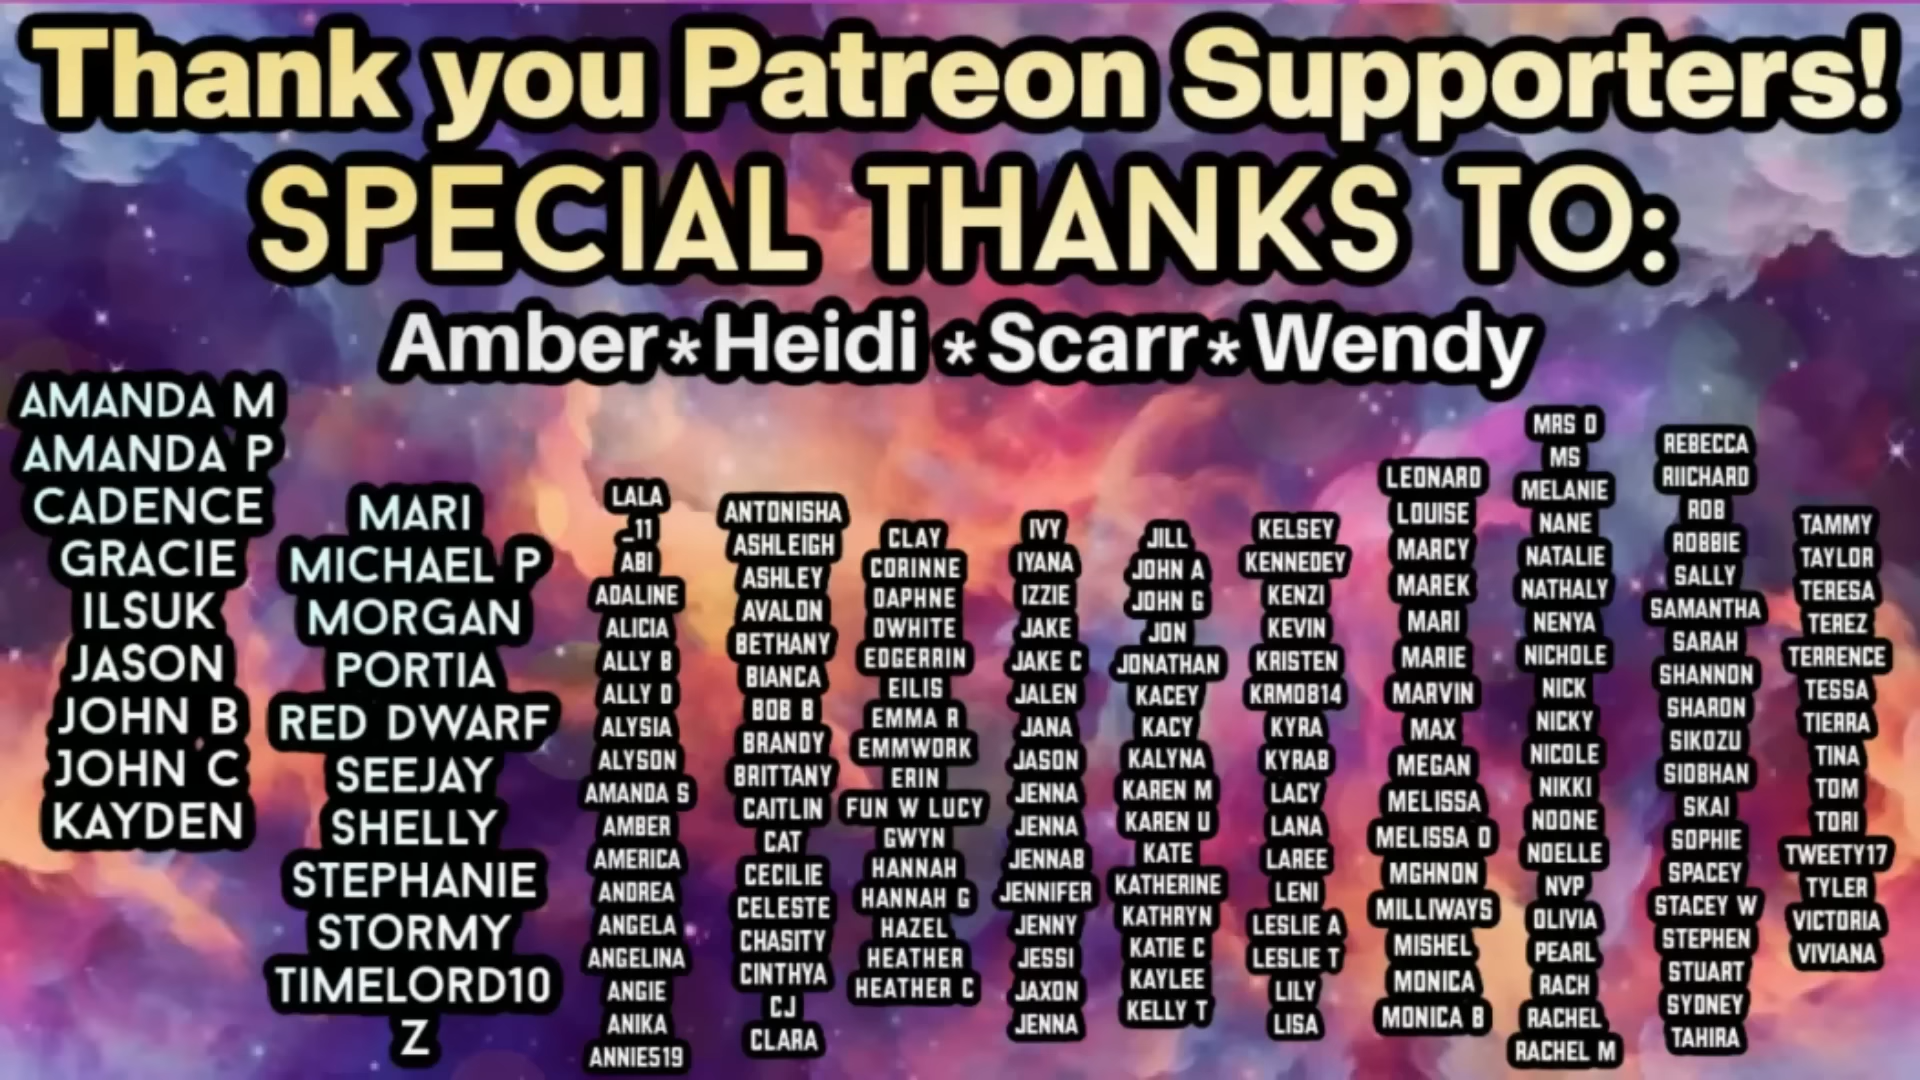 Thank you Patreon Supporters!
SPECIAL THANKS TO:
Amber*Heidi *Scarr*Wendy
AMANDA M
AMANDA P
CADENCE
GRACIE
ILSUK
JASON
JOHN B
JOHN C
KAYDEN
MARI
MICHAEL P
MORGAN
PORTIA
RED DWARF
SEEJAY
SHELLY
STEPHANIE
STORMY
TIMELORD10
Z
LALA
_11
ABI
ADALINE
ALICIA
ALLY B
ALLY D
ALYSIA
ALYSON
AMANDA S
AMBER
AMERICA
ANDREA
ANGELA
ANGELINA
ANGIE
ANIKA
ANNIE519
ANTONISHA
ASHLEIGH
ASHLEY
AVALON
BETHANY
BIANCA
BOB B
BRANDY
BRITTANY
CAITLIN
CAT
CECILIE
CELESTE
CHASITY
CINTHYA
CJ
CLARA
CLAY
CORINNE
DAPHNE
DWHITE
EDGERRIN
EILIS
EMMA R
EMMWORK
ERIN
FUN W LUCY
GWYN
HANNAH
HANNAH G
HAZEL
HEATHER
HEATHER C
IVY
IYANA
IZZIE
JAKE
JAKE C
JALEN
JANA
JASON
JENNA
JENNA
JENNAB
JENNIFER
JENNY
JESSI
JAXON
JENNA
JILL
JOHN A
JOHN G
JON
JONATHAN
KACEY
KACY
KALYNA
KAREN M
KAREN U
KATE
KATHERINE
KATHRYN
KATIE C
KAYLEE
KELLY T
KELSEY
KENNEDEY
KENZI
KEVIN
KRISTEN
KRM0814
KYRA
KYRAB
LACY
LANA
LAREE
LENI
LESLIE A
LESLIE T
LILY
LISA
LEONARD
LOUISE
MARCY
MAREK
MARI
MARIE
MARVIN
MAX
MEGAN
MELISSA
MELISSA D
MGHNON
MILLIWAYS
MISHEL
MONICA
MONICA B
MRS D
MS
MELANIE
NANE
NATALIE
NATHALY
NENYA
NICHOLE
NICK
NICKY
NICOLE
NIKKI
NOONE
NOELLE
NVP
OLIVIA
PEARL
RACH
RACHEL
RACHEL M
REBECCA
RIICHARD
ROB
ROBBIE
SALLY
SAMANTHA
SARAH
SHANNON
SHARON
SIKOZU
SIOBHAN
SKAI
SOPHIE
SPACEY
STACEY W
STEPHEN
STUART
SYDNEY
TAHIRA
TAMMY
TAYLOR
TERESA
TEREZ
TERRENCE
TESSA
TIERRA
TINA
TOM
TORI
TWEETY17
TYLER
VICTORIA
VIVIANA